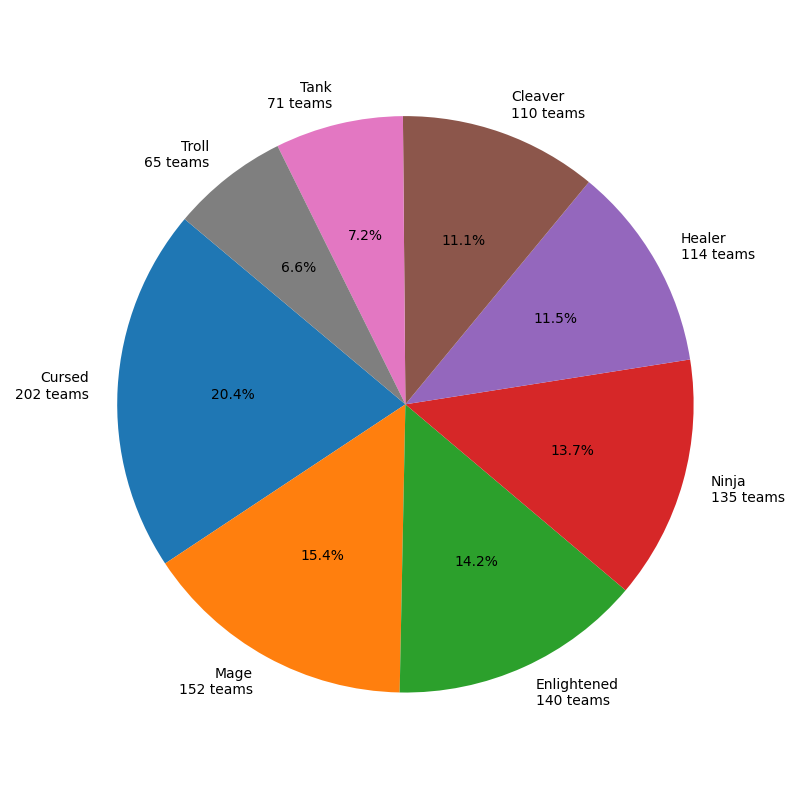 Tank
71 teams
Cleaver
110 teams
Troll
65 teams
Healer
114 teams
7.2%
11.1%
6.6%
11.5%
Cursed
202 teams
20.4%
13.7%
Ninja
135 teams
15.4%
14.2%
Mage
152 teams
Enlightened
140 teams